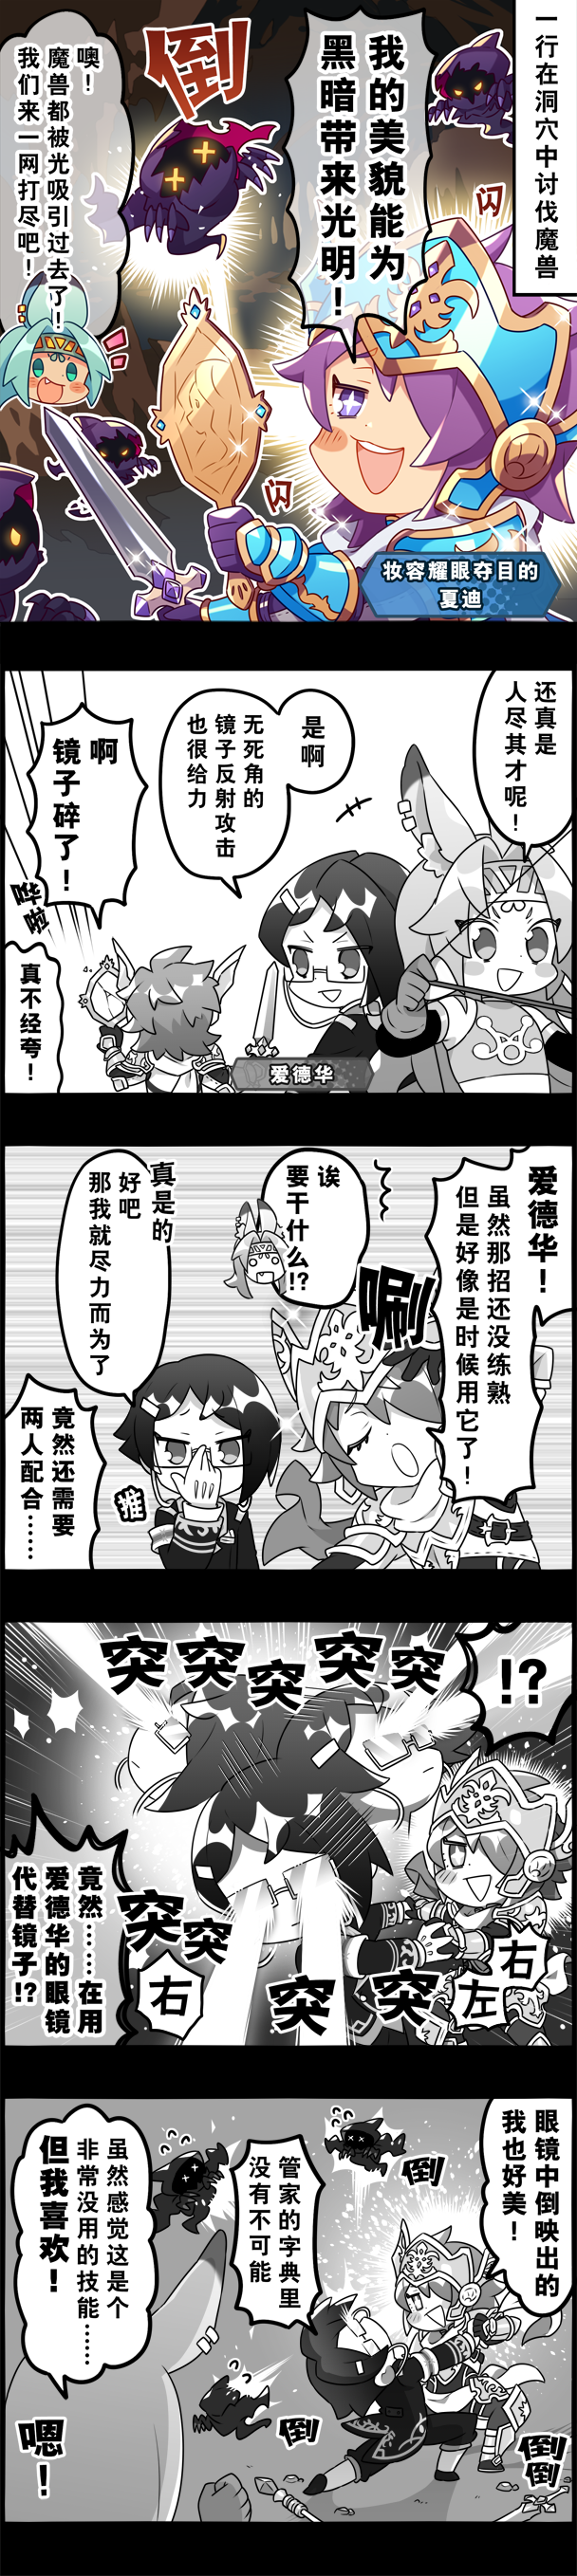 一行在洞穴中讨伐魔兽
我的美貌能为
黑暗带来光明！
闪
倒
噢！
魔兽都被光吸引过去了！
我们来一网打尽吧！
闪
妆容耀眼夺目的
夏迪
还真是
人尽其才呢！
是啊
无死角的
镜子反射攻击
也很给力
啊
镜子碎了！
哗啦
真不经夸！
爱德华
爱德华！
虽然那招还没练熟
但是好像是时候用它了！
唰
诶
要干什么!?
真是的
好吧
那我就尽力而为了
推
竟然还需要
两人配合……
!?
突
突
突
突
突
突
突
突
突
右
左
右
竟然……在用
爱德华的眼镜
代替镜子!?
眼镜中倒映出的
我也好美！
倒
管家的字典里
没有不可能
虽然感觉这是个
非常没用的技能……
但我喜欢！
倒
倒
倒
嗯！